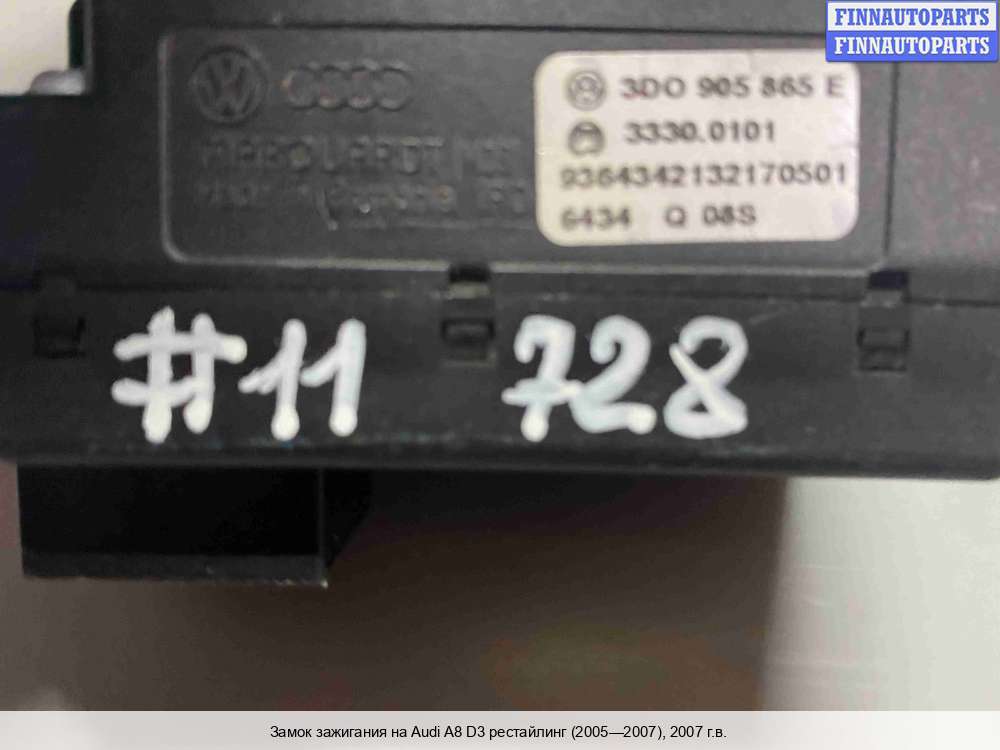 FINNAUTOPARTS
FINNAUTOPARTS
3D0 905 865 E
3330.0101
9364342132170501
6434 Q 08S
MARQUARDT
#11 728
Замок зажигания на Audi A8 D3 рестайлинг (2005—2007), 2007 г.в.